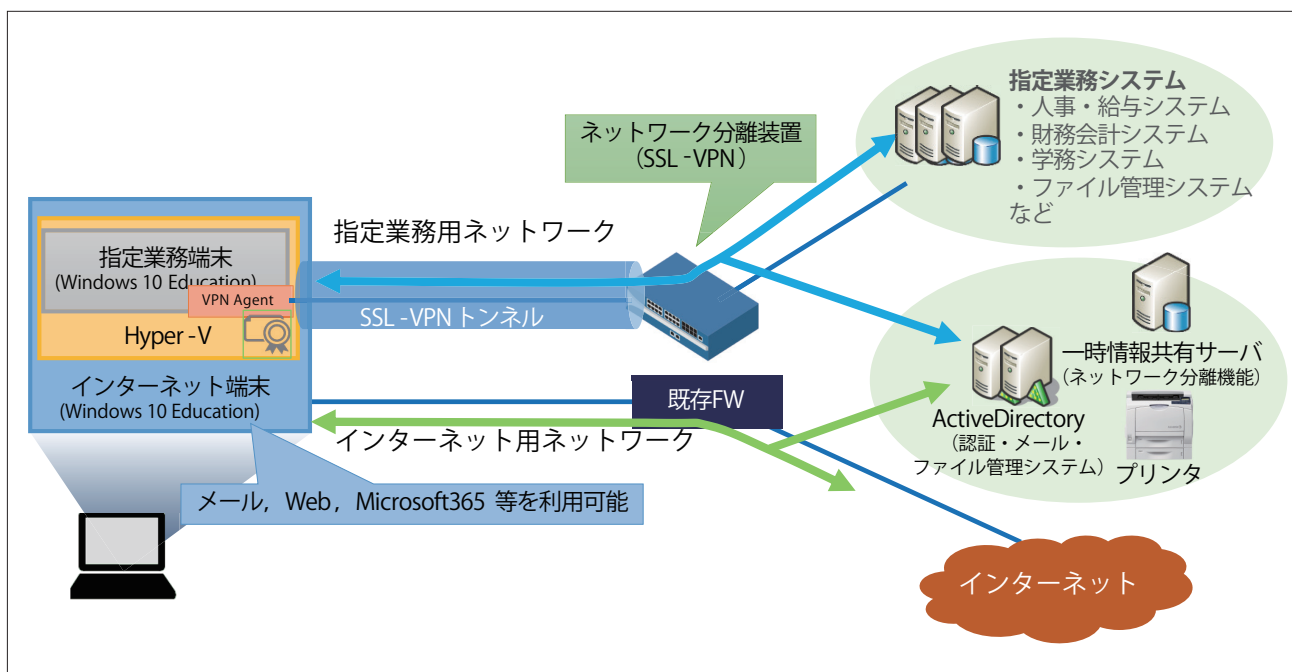 指定業務システム
・人事・給与システム
・財務会計システム
・学務システム
・ファイル管理システム
など
ネットワーク分離装置
（SSL -VPN）
指定業務用ネットワーク
指定業務端末
(Windows 10 Education)
VPN Agent
SSL -VPN トンネル
Hyper -V
インターネット端末
(Windows 10 Education)
既存FW
インターネット用ネットワーク
一時情報共有サーバ
（ネットワーク分離機能）
ActiveDirectory
（認証・メール・
ファイル管理システム）
プリンタ
メール，Web，Microsoft365 等を利用可能
インターネット